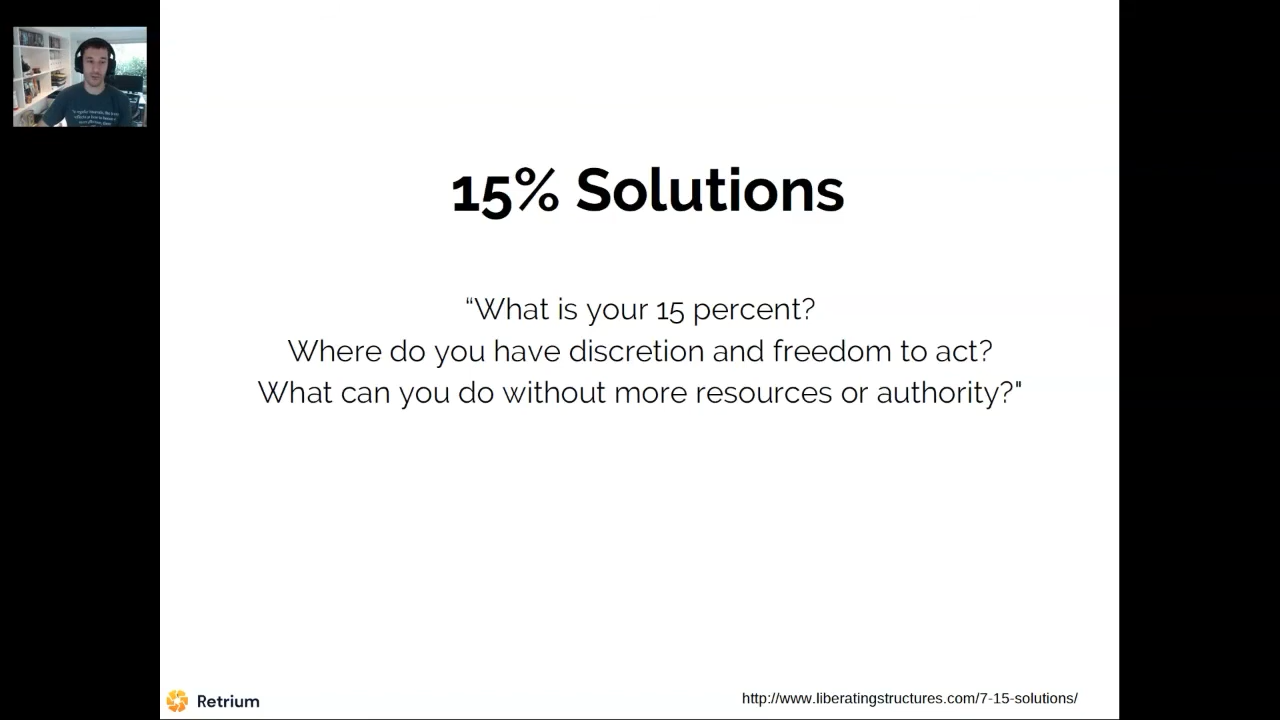 15% Solutions
“What is your 15 percent?
Where do you have discretion and freedom to act?
What can you do without more resources or authority?"
Retrium
http://www.liberatingstructures.com/7-15-solutions/